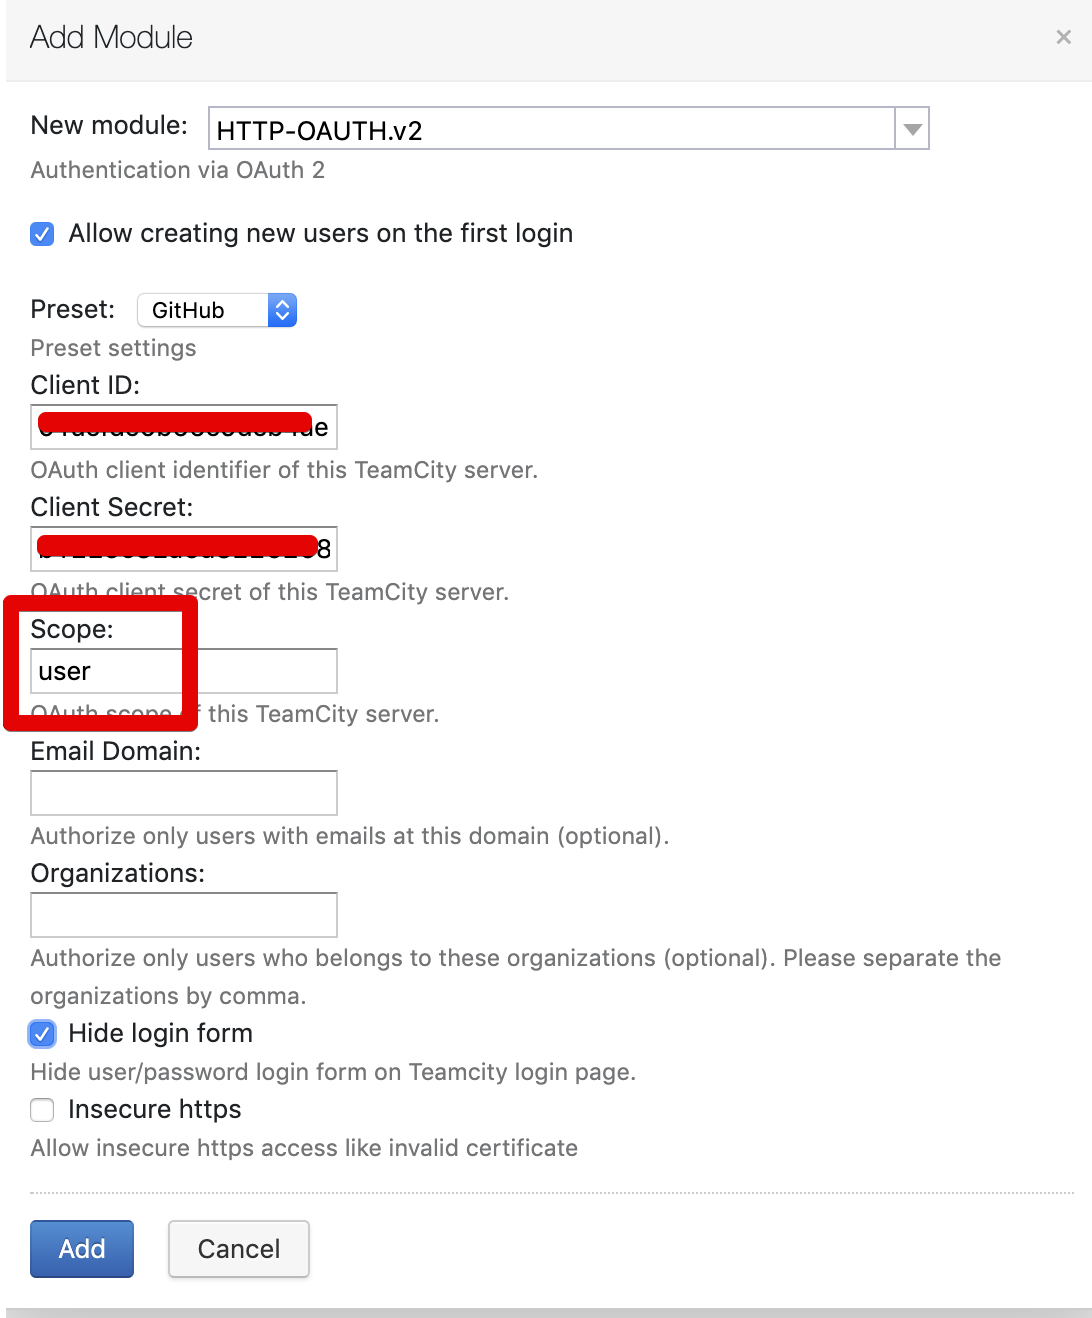 Add Module
×
New module: HTTP-OAUTH.v2
Authentication via OAuth 2
Allow creating new users on the first login
Preset: GitHub
Preset settings
Client ID:
OAuth client identifier of this TeamCity server.
Client Secret:
OAuth client secret of this TeamCity server.
Scope:
user
OAuth scope of this TeamCity server.
Email Domain:
Authorize only users with emails at this domain (optional).
Organizations:
Authorize only users who belongs to these organizations (optional). Please separate the
organizations by comma.
Hide login form
Hide user/password login form on Teamcity login page.
Insecure https
Allow insecure https access like invalid certificate
Add
Cancel